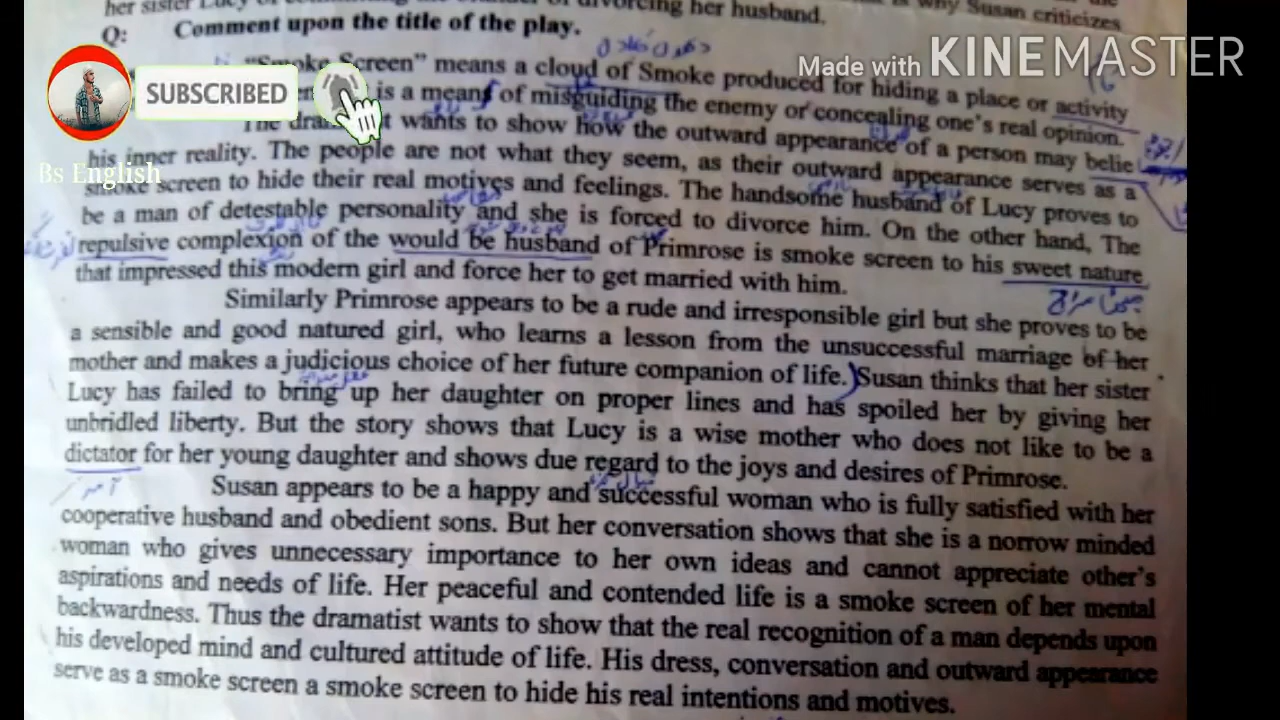 her sister Lucy of divorcing her husband.
is why Susan criticizes
Q: Comment upon the title of the play.
Made with KINEMASTER
"Smoke Screen" means a cloud of Smoke produced for hiding a place or activity
SUBSCRIBED
is a means of misguiding the enemy or concealing one's real opinion.
The dramatist wants to show how the outward appearance of a person may belie
Bs English
his inner reality. The people are not what they seem, as their outward appearance serves as a
smoke screen to hide their real motives and feelings. The handsome husband of Lucy proves to
be a man of detestable personality and she is forced to divorce him. On the other hand, The
repulsive complexion of the would be husband of Primrose is smoke screen to his sweet nature
that impressed this modern girl and force her to get married with him.
Similarly Primrose appears to be a rude and irresponsible girl but she proves to be
a sensible and good natured girl, who learns a lesson from the unsuccessful marriage of her
mother and makes a judicious choice of her future companion of life. Susan thinks that her sister
Lucy has failed to bring up her daughter on proper lines and has spoiled her by giving her
unbridled liberty. But the story shows that Lucy is a wise mother who does not like to be a
dictator for her young daughter and shows due regard to the joys and desires of Primrose.
Susan appears to be a happy and successful woman who is fully satisfied with her
cooperative husband and obedient sons. But her conversation shows that she is a norrow minded
woman who gives unnecessary importance to her own ideas and cannot appreciate other's
aspirations and needs of life. Her peaceful and contended life is a smoke screen of her mental
backwardness. Thus the dramatist wants to show that the real recognition of a man depends upon
his developed mind and cultured attitude of life. His dress, conversation and outward appearance
serve as a smoke screen a smoke screen to hide his real intentions and motives.